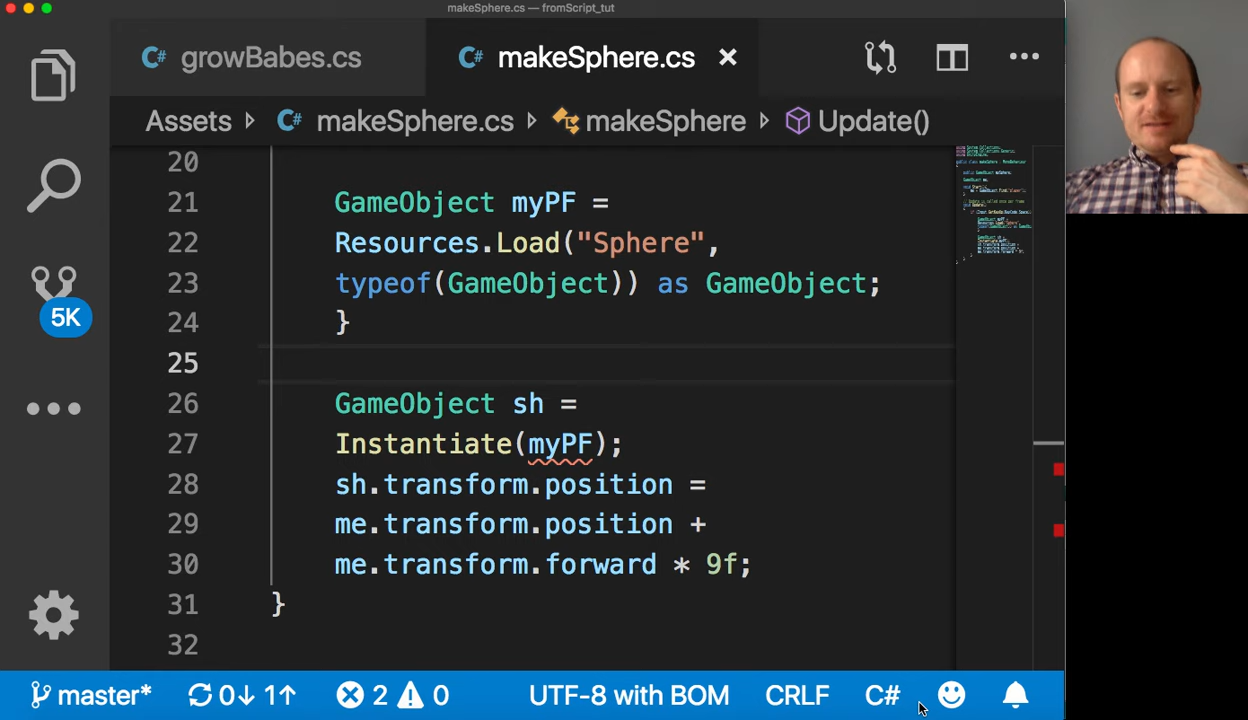 makeSphere.cs — fromScript_tut
growBabes.cs
makeSphere.cs
Assets makeSphere.cs makeSphere Update()
20
21 GameObject myPF =
22 Resources.Load("Sphere",
23 typeof(GameObject)) as GameObject;
24 }
25
26 GameObject sh =
27 Instantiate(myPF);
28 sh.transform.position =
29 me.transform.position +
30 me.transform.forward * 9f;
31 }
32
5K
master* 0↓ 1↑ 2 0 UTF-8 with BOM CRLF C#